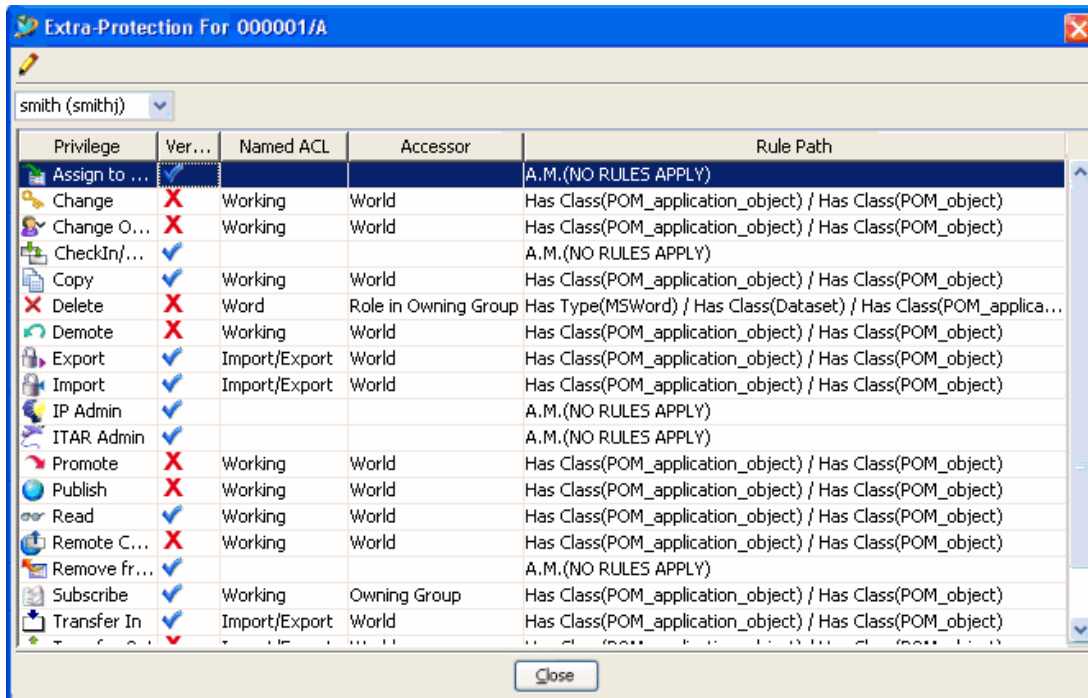 Extra-Protection For 000001/A
smith (smithj)
Privilege Ver... Named ACL Accessor Rule Path
Assign to ... A.M.(NO RULES APPLY)
Change X Working World Has Class(POM_application_object) / Has Class(POM_object)
Change O... X Working World Has Class(POM_application_object) / Has Class(POM_object)
CheckIn/... A.M.(NO RULES APPLY)
Copy Working World Has Class(POM_application_object) / Has Class(POM_object)
Delete X Word Role in Owning Group Has Type(MSWord) / Has Class(Dataset) / Has Class(POM_applica...
Demote X Working World Has Class(POM_application_object) / Has Class(POM_object)
Export Import/Export World Has Class(POM_application_object) / Has Class(POM_object)
Import Import/Export World Has Class(POM_application_object) / Has Class(POM_object)
IP Admin A.M.(NO RULES APPLY)
ITAR Admin A.M.(NO RULES APPLY)
Promote X Working World Has Class(POM_application_object) / Has Class(POM_object)
Publish X Working World Has Class(POM_application_object) / Has Class(POM_object)
Read Working World Has Class(POM_application_object) / Has Class(POM_object)
Remote C... X Working World Has Class(POM_application_object) / Has Class(POM_object)
Remove fr... A.M.(NO RULES APPLY)
Subscribe Working Owning Group Has Class(POM_application_object) / Has Class(POM_object)
Transfer In Import/Export World Has Class(POM_application_object) / Has Class(POM_object)
Close